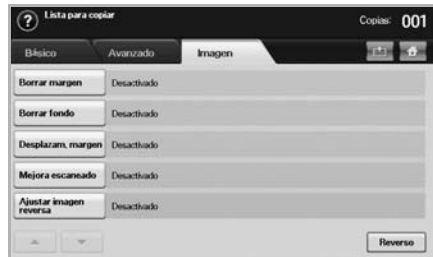 ? Lista para copiar
Copias: 001
Básico Avanzado Imagen
Borrar margen Desactivado
Borrar fondo Desactivado
Desplazam, margen Desactivado
Mejora escaneado Desactivado
Ajustar imagen
reversa Desactivado
Reverso